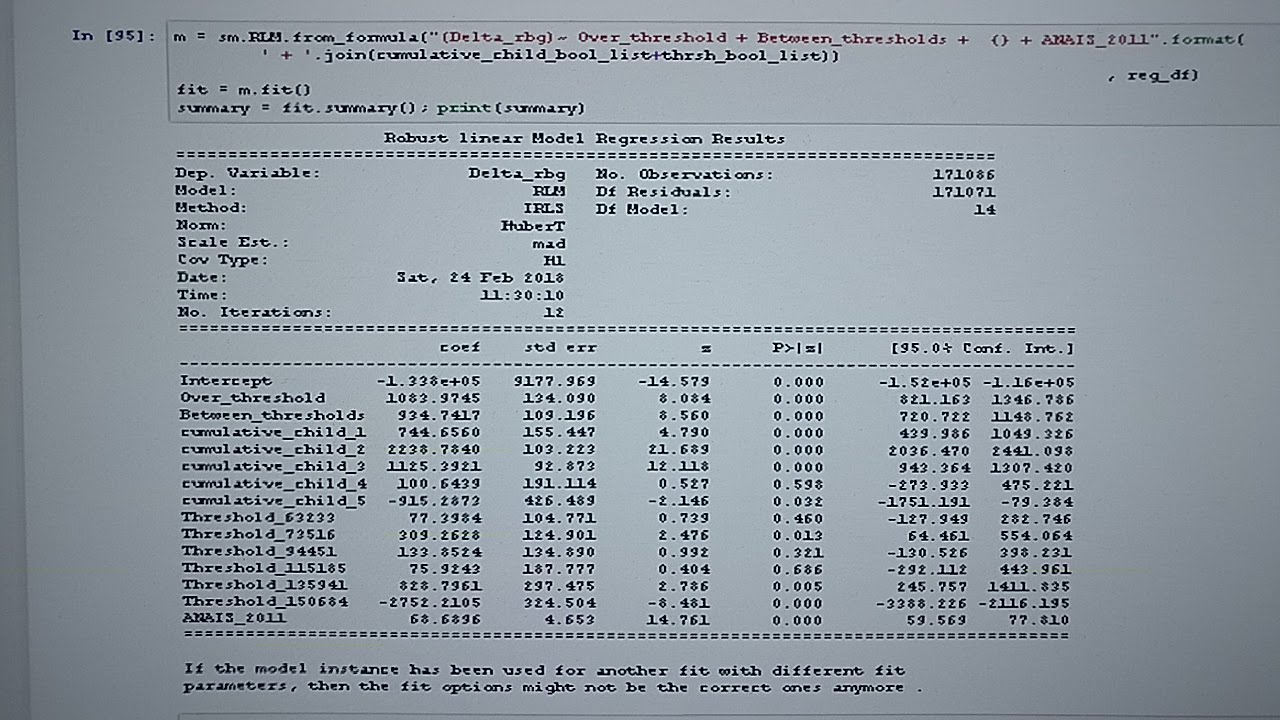 In [95]: m = sm.RLM.from_formula("(Delta_rbg)~ Over_threshold + Between_thresholds + {} + ANAIS_2011".format(
' + '.join(cumulative_child_bool_list+thrsh_bool_list))
, reg_df)
fit = m.fit()
summary = fit.summary(); print(summary)
Robust linear Model Regression Results
==============================================================================
Dep. Variable: Delta_rbg No. Observations: 171086
Model: RLM Df Residuals: 171071
Method: IRLS Df Model: 14
Norm: HuberT
Scale Est.: mad
Cov Type: H1
Date: Sat, 24 Feb 2018
Time: 11:30:10
No. Iterations: 12
======================================================================================
coef std err z P>|z| [95.0% Conf. Int.]
--------------------------------------------------------------------------------------
Intercept -1.338e+05 9177.969 -14.579 0.000 -1.52e+05 -1.16e+05
Over_threshold 1083.9745 134.090 8.084 0.000 821.163 1346.786
Between_thresholds 934.7417 109.196 8.560 0.000 720.722 1148.762
cumulative_child_1 744.6560 155.447 4.790 0.000 439.986 1049.326
cumulative_child_2 2238.7840 103.223 21.689 0.000 2036.470 2441.098
cumulative_child_3 1125.3921 92.873 12.118 0.000 943.364 1307.420
cumulative_child_4 100.6439 191.114 0.527 0.598 -273.933 475.221
cumulative_child_5 -915.2873 426.489 -2.146 0.032 -1751.191 -79.384
Threshold_63233 77.3984 104.771 0.739 0.460 -127.949 282.746
Threshold_73516 309.2628 124.901 2.476 0.013 64.461 554.064
Threshold_94451 133.8524 134.890 0.992 0.321 -130.526 398.231
Threshold_115185 75.9243 187.777 0.404 0.686 -292.112 443.961
Threshold_135941 828.7961 297.475 2.786 0.005 245.757 1411.835
Threshold_150684 -2752.2105 324.504 -8.481 0.000 -3388.226 -2116.195
ANAIS_2011 68.6896 4.653 14.761 0.000 59.569 77.810
======================================================================================
If the model instance has been used for another fit with different fit
parameters, then the fit options might not be the correct ones anymore .